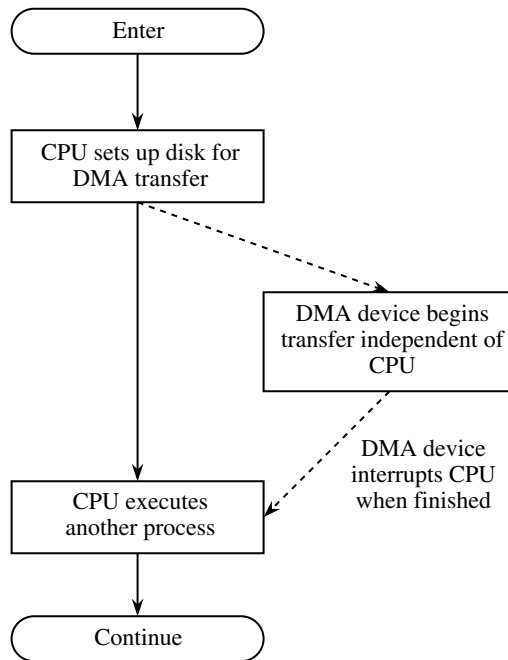 Enter
CPU sets up disk for
DMA transfer
DMA device begins
transfer independent of
CPU
DMA device
interrupts CPU
when finished
CPU executes
another process
Continue